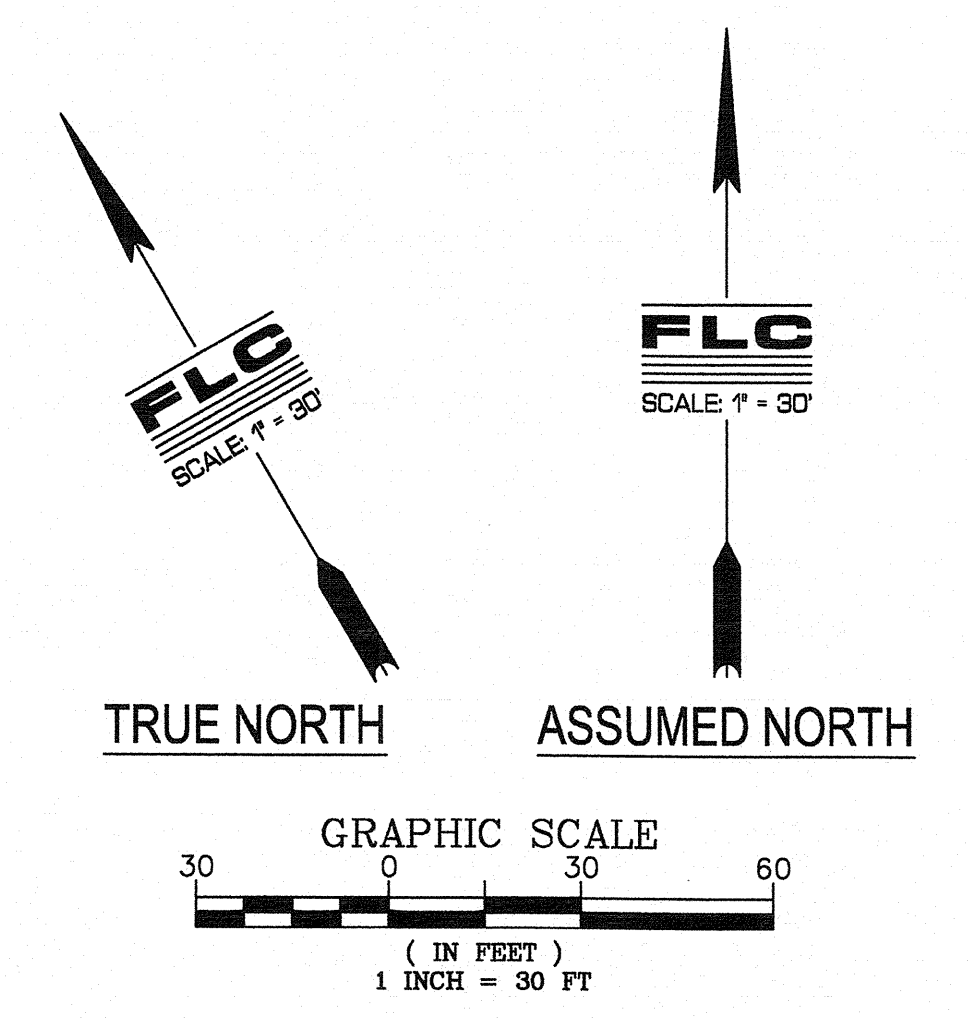 FLC
SCALE: 1" = 30'
FLC
SCALE: 1" = 30'
TRUE NORTH
ASSUMED NORTH
GRAPHIC SCALE
30 0 30 60
( IN FEET )
1 INCH = 30 FT